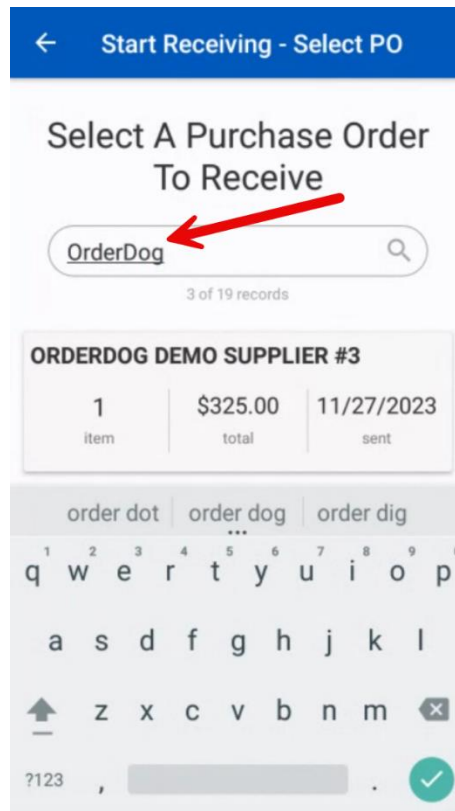 Start Receiving - Select PO
Select A Purchase Order
To Receive
OrderDog
3 of 19 records
ORDERDOG DEMO SUPPLIER #3
1 $325.00 11/27/2023
item total sent
order dot order dog order dig
1 2 3 4 5 6 7 8 9
q w e r t y u i o p
a s d f g h j k l
z x c v b n m
?123 , .